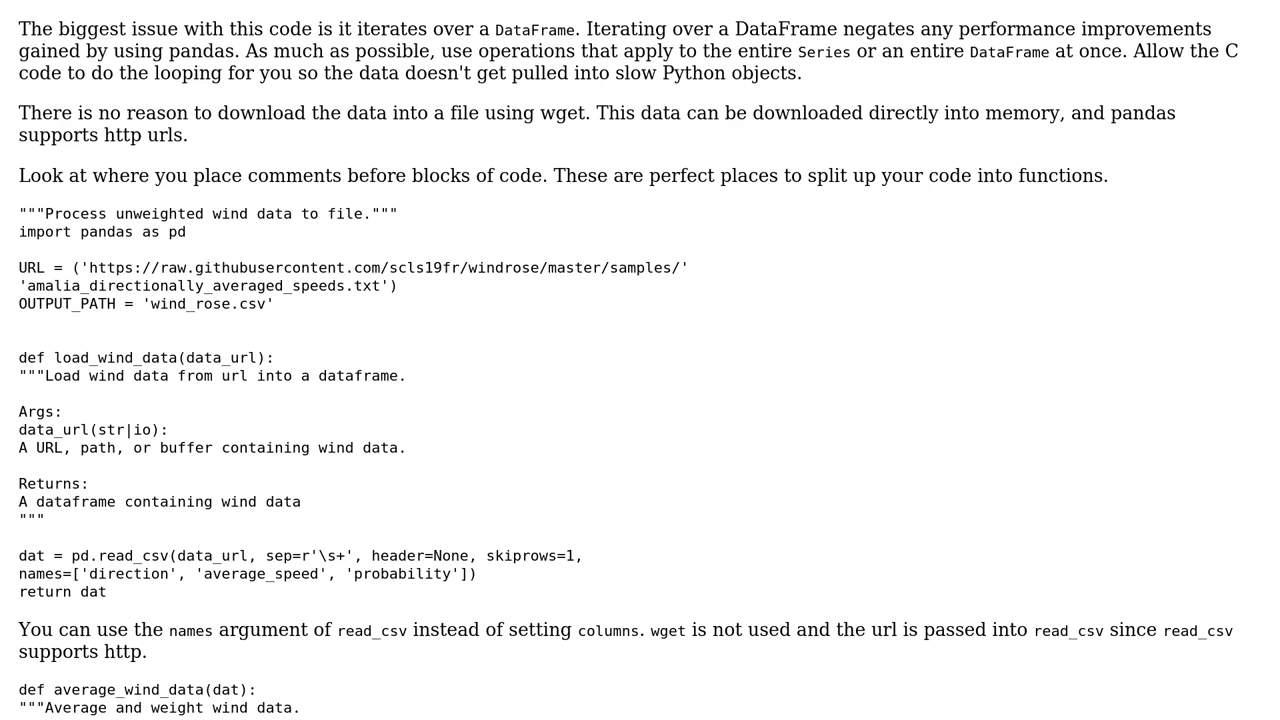 The biggest issue with this code is it iterates over a DataFrame. Iterating over a DataFrame negates any performance improvements
gained by using pandas. As much as possible, use operations that apply to the entire Series or an entire DataFrame at once. Allow the C
code to do the looping for you so the data doesn't get pulled into slow Python objects.
There is no reason to download the data into a file using wget. This data can be downloaded directly into memory, and pandas
supports http urls.
Look at where you place comments before blocks of code. These are perfect places to split up your code into functions.
"""Process unweighted wind data to file."""
import pandas as pd
URL = ('https://raw.githubusercontent.com/scls19fr/windrose/master/samples/'
'amalia_directionally_averaged_speeds.txt')
OUTPUT_PATH = 'wind_rose.csv'
def load_wind_data(data_url):
"""Load wind data from url into a dataframe.
Args:
data_url(str|io):
A URL, path, or buffer containing wind data.
Returns:
A dataframe containing wind data
"""
dat = pd.read_csv(data_url, sep=r'\s+', header=None, skiprows=1,
names=['direction', 'average_speed', 'probability'])
return dat
You can use the names argument of read_csv instead of setting columns. wget is not used and the url is passed into read_csv since read_csv
supports http.
def average_wind_data(dat):
"""Average and weight wind data.